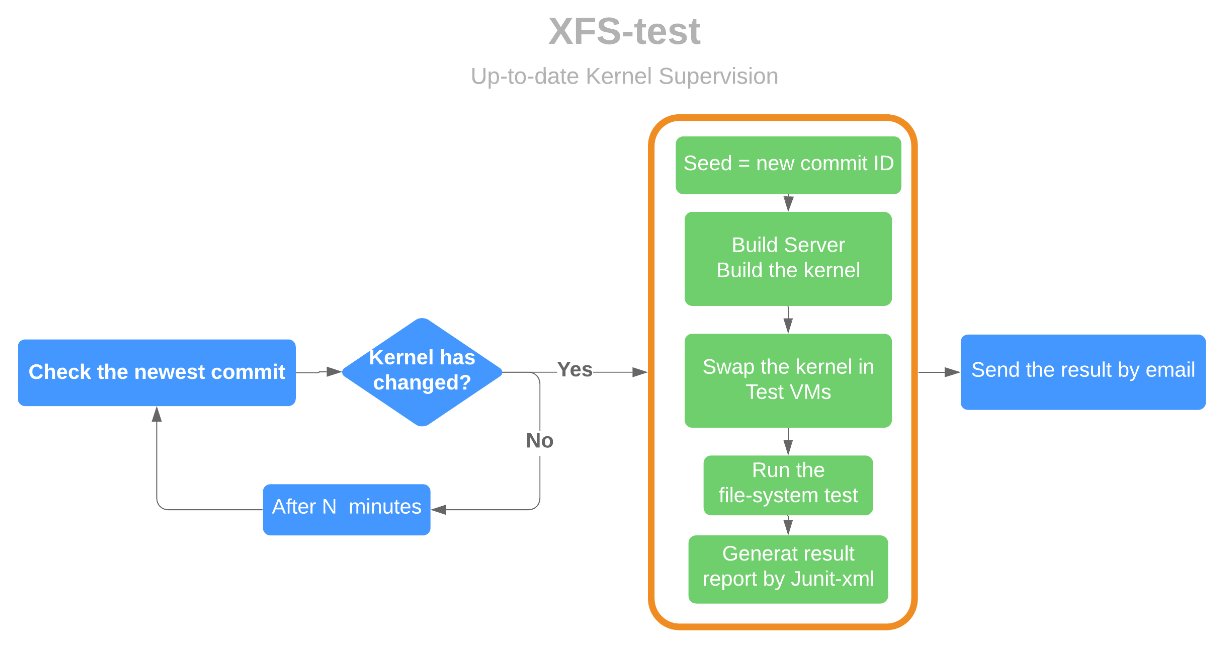 XFS-test
Up-to-date Kernel Supervision
Seed = new commit ID
Build Server
Build the kernel
Check the newest commit
Kernel has
changed?
Yes
No
After N  minutes
Swap the kernel in
Test VMs
Run the
file-system test
Generat result
report by Junit-xml
Send the result by email